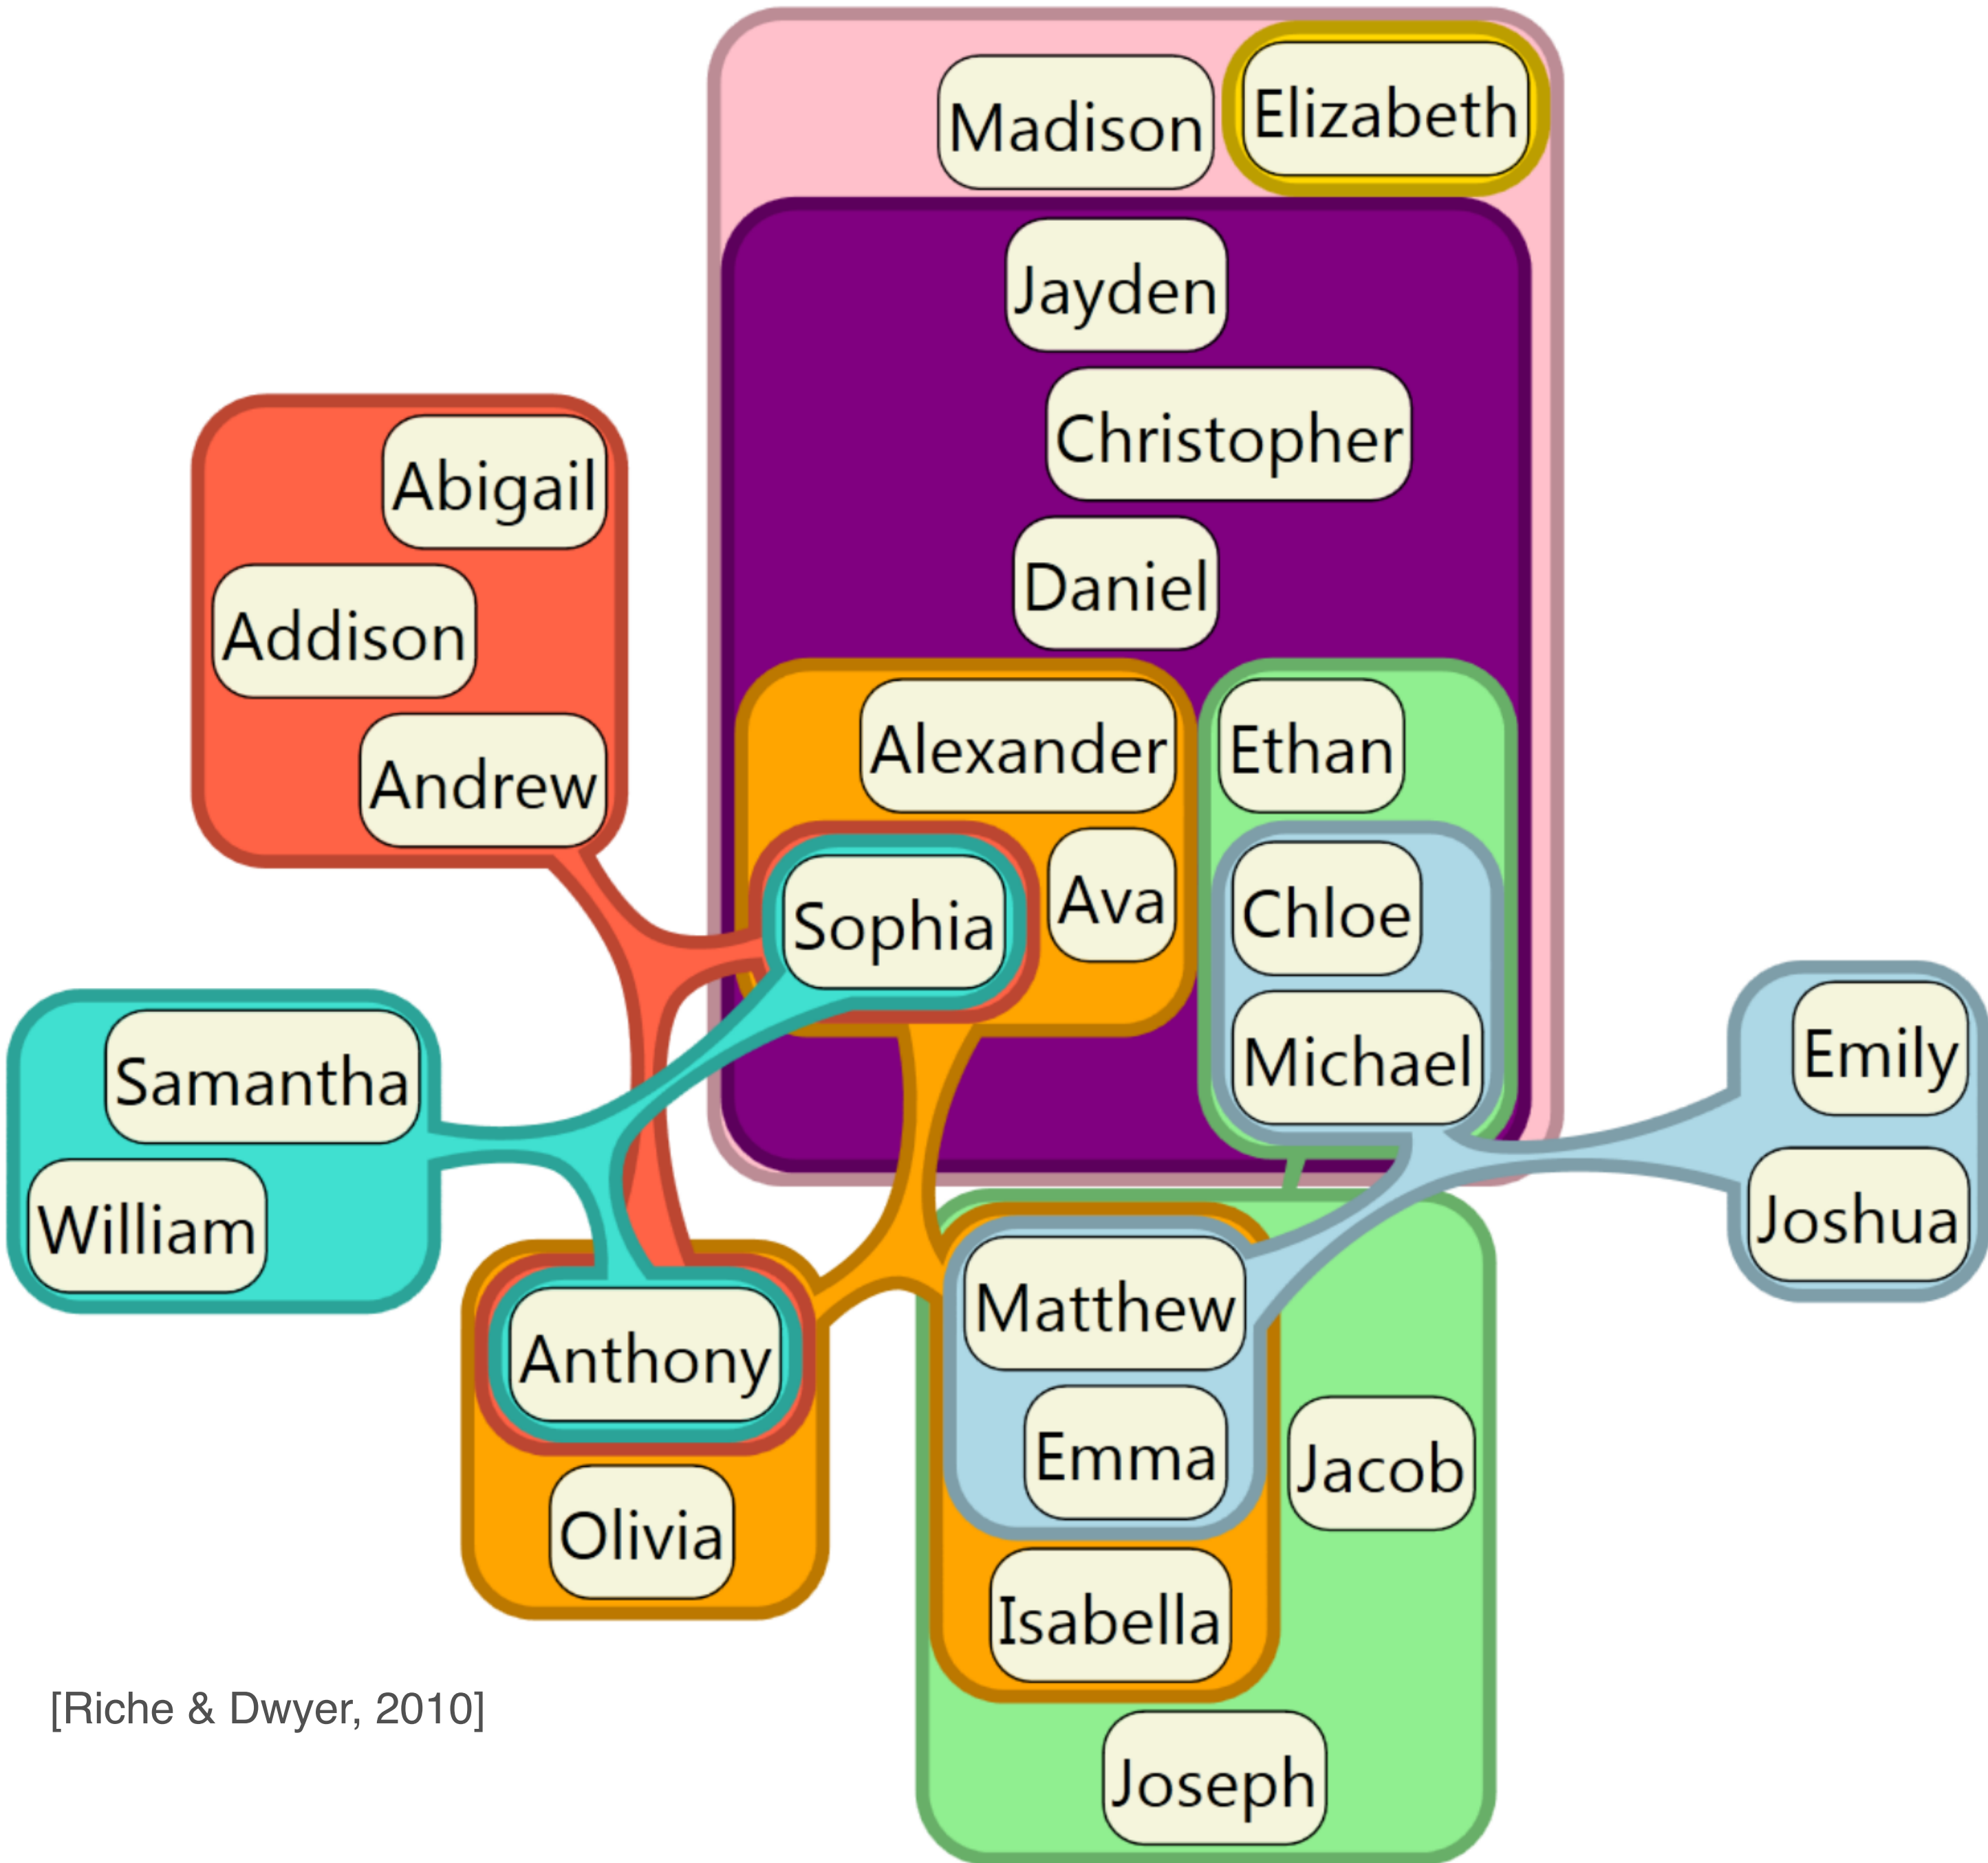 Madison
Elizabeth
Jayden
Christopher
Daniel
Abigail
Addison
Andrew
Alexander
Ethan
Sophia
Ava
Chloe
Michael
Samantha
William
Emily
Joshua
Anthony
Olivia
Matthew
Emma
Jacob
Isabella
Joseph
[Riche & Dwyer, 2010]